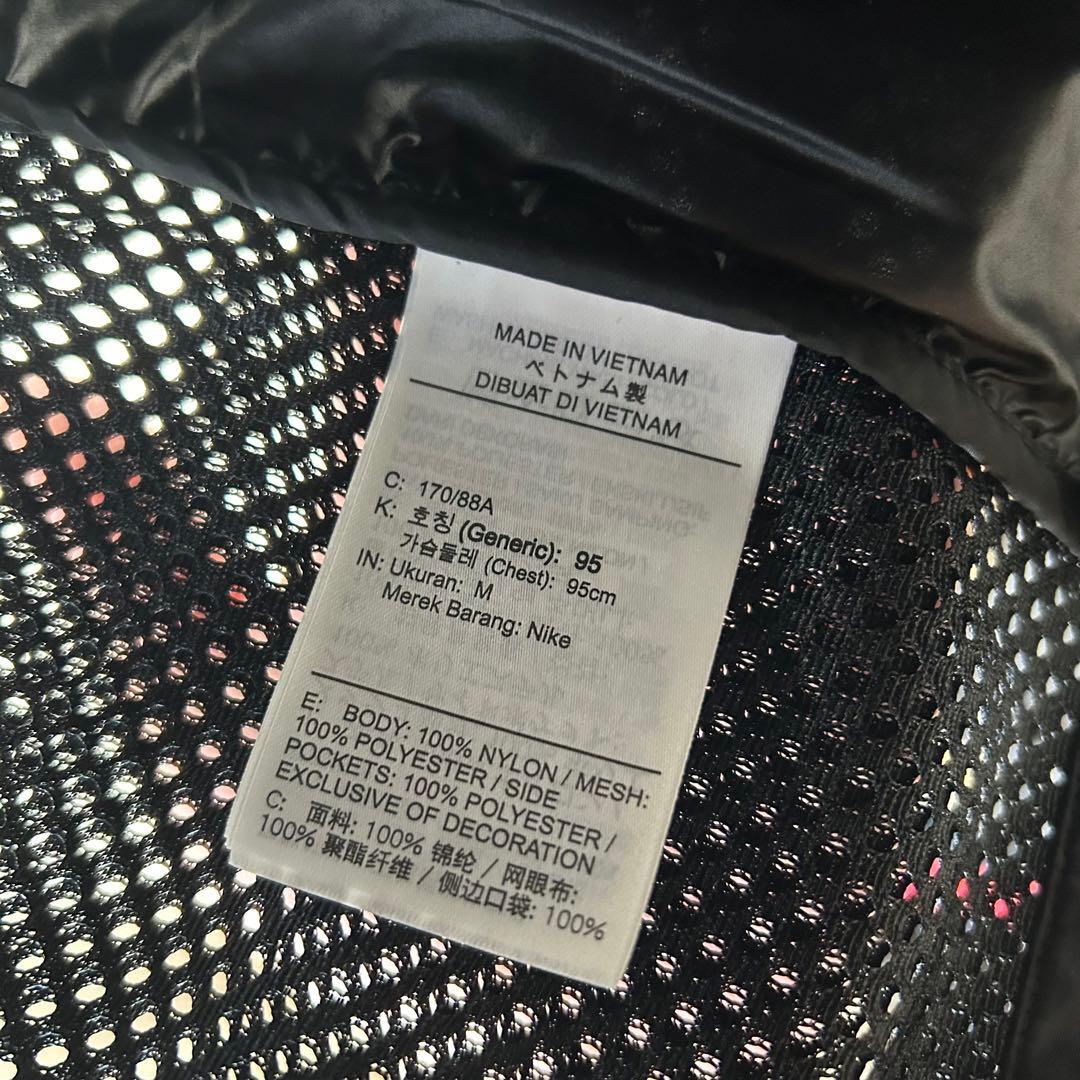 MADE IN VIETNAM
ベトナム製
DIBUAT DI VIETNAM
C: 170/88A
K: 호칭 (Generic): 95
가슴둘레 (Chest): 95cm
IN: Ukuran: M
Merek Barang: Nike
E: BODY: 100% NYLON / MESH:
100% POLYESTER / SIDE
POCKETS: 100% POLYESTER /
EXCLUSIVE OF DECORATION
C: 面料: 100% 锦纶 / 网眼布:
100% 聚酯纤维 / 侧边口袋: 100%